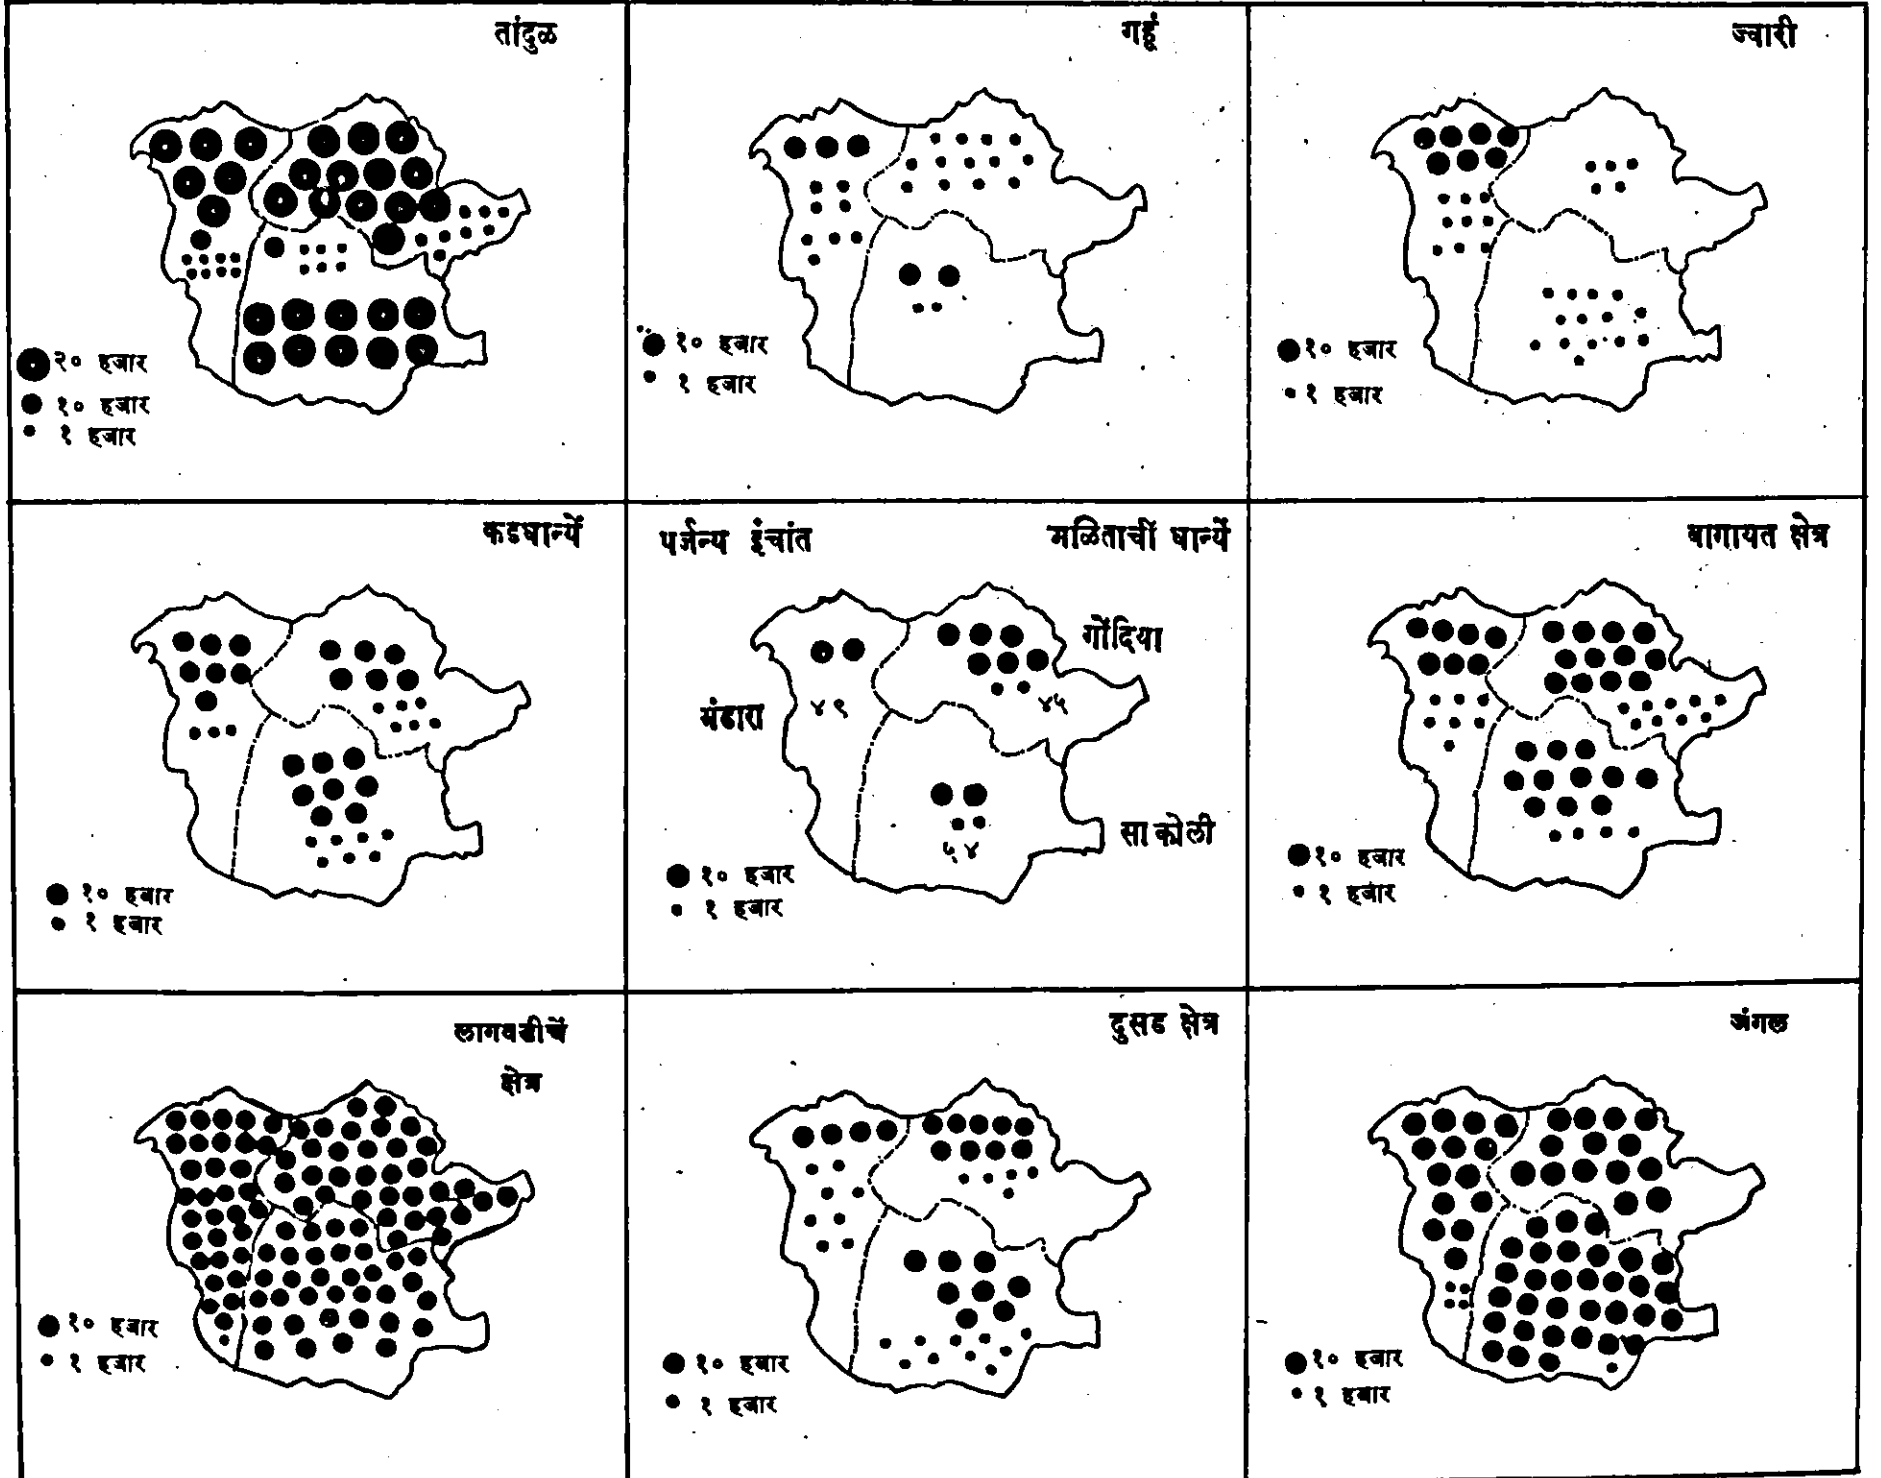 तांदुळ
२० हजार
१० हजार
१ हजार
गहूं
१० हजार
१ हजार
ज्वारी
१० हजार
१ हजार
कडधान्यें
१० हजार
१ हजार
पर्जन्य इंचांत
मळिताचीं धान्यें
गोंदिया
भंडारा
४९
४५
साकोली
५४
१० हजार
१ हजार
बागायत क्षेत्र
१० हजार
१ हजार
लागवडीचें
क्षेत्र
१० हजार
१ हजार
दुसड क्षेत्र
१० हजार
१ हजार
जंगल
१० हजार
१ हजार